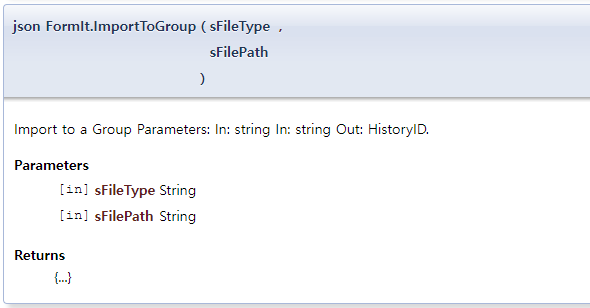 json FormIt.ImportToGroup ( sFileType ,
sFilePath
)
Import to a Group Parameters: In: string In: string Out: HistoryID.
Parameters
[in] sFileType String
[in] sFilePath String
Returns
{...}